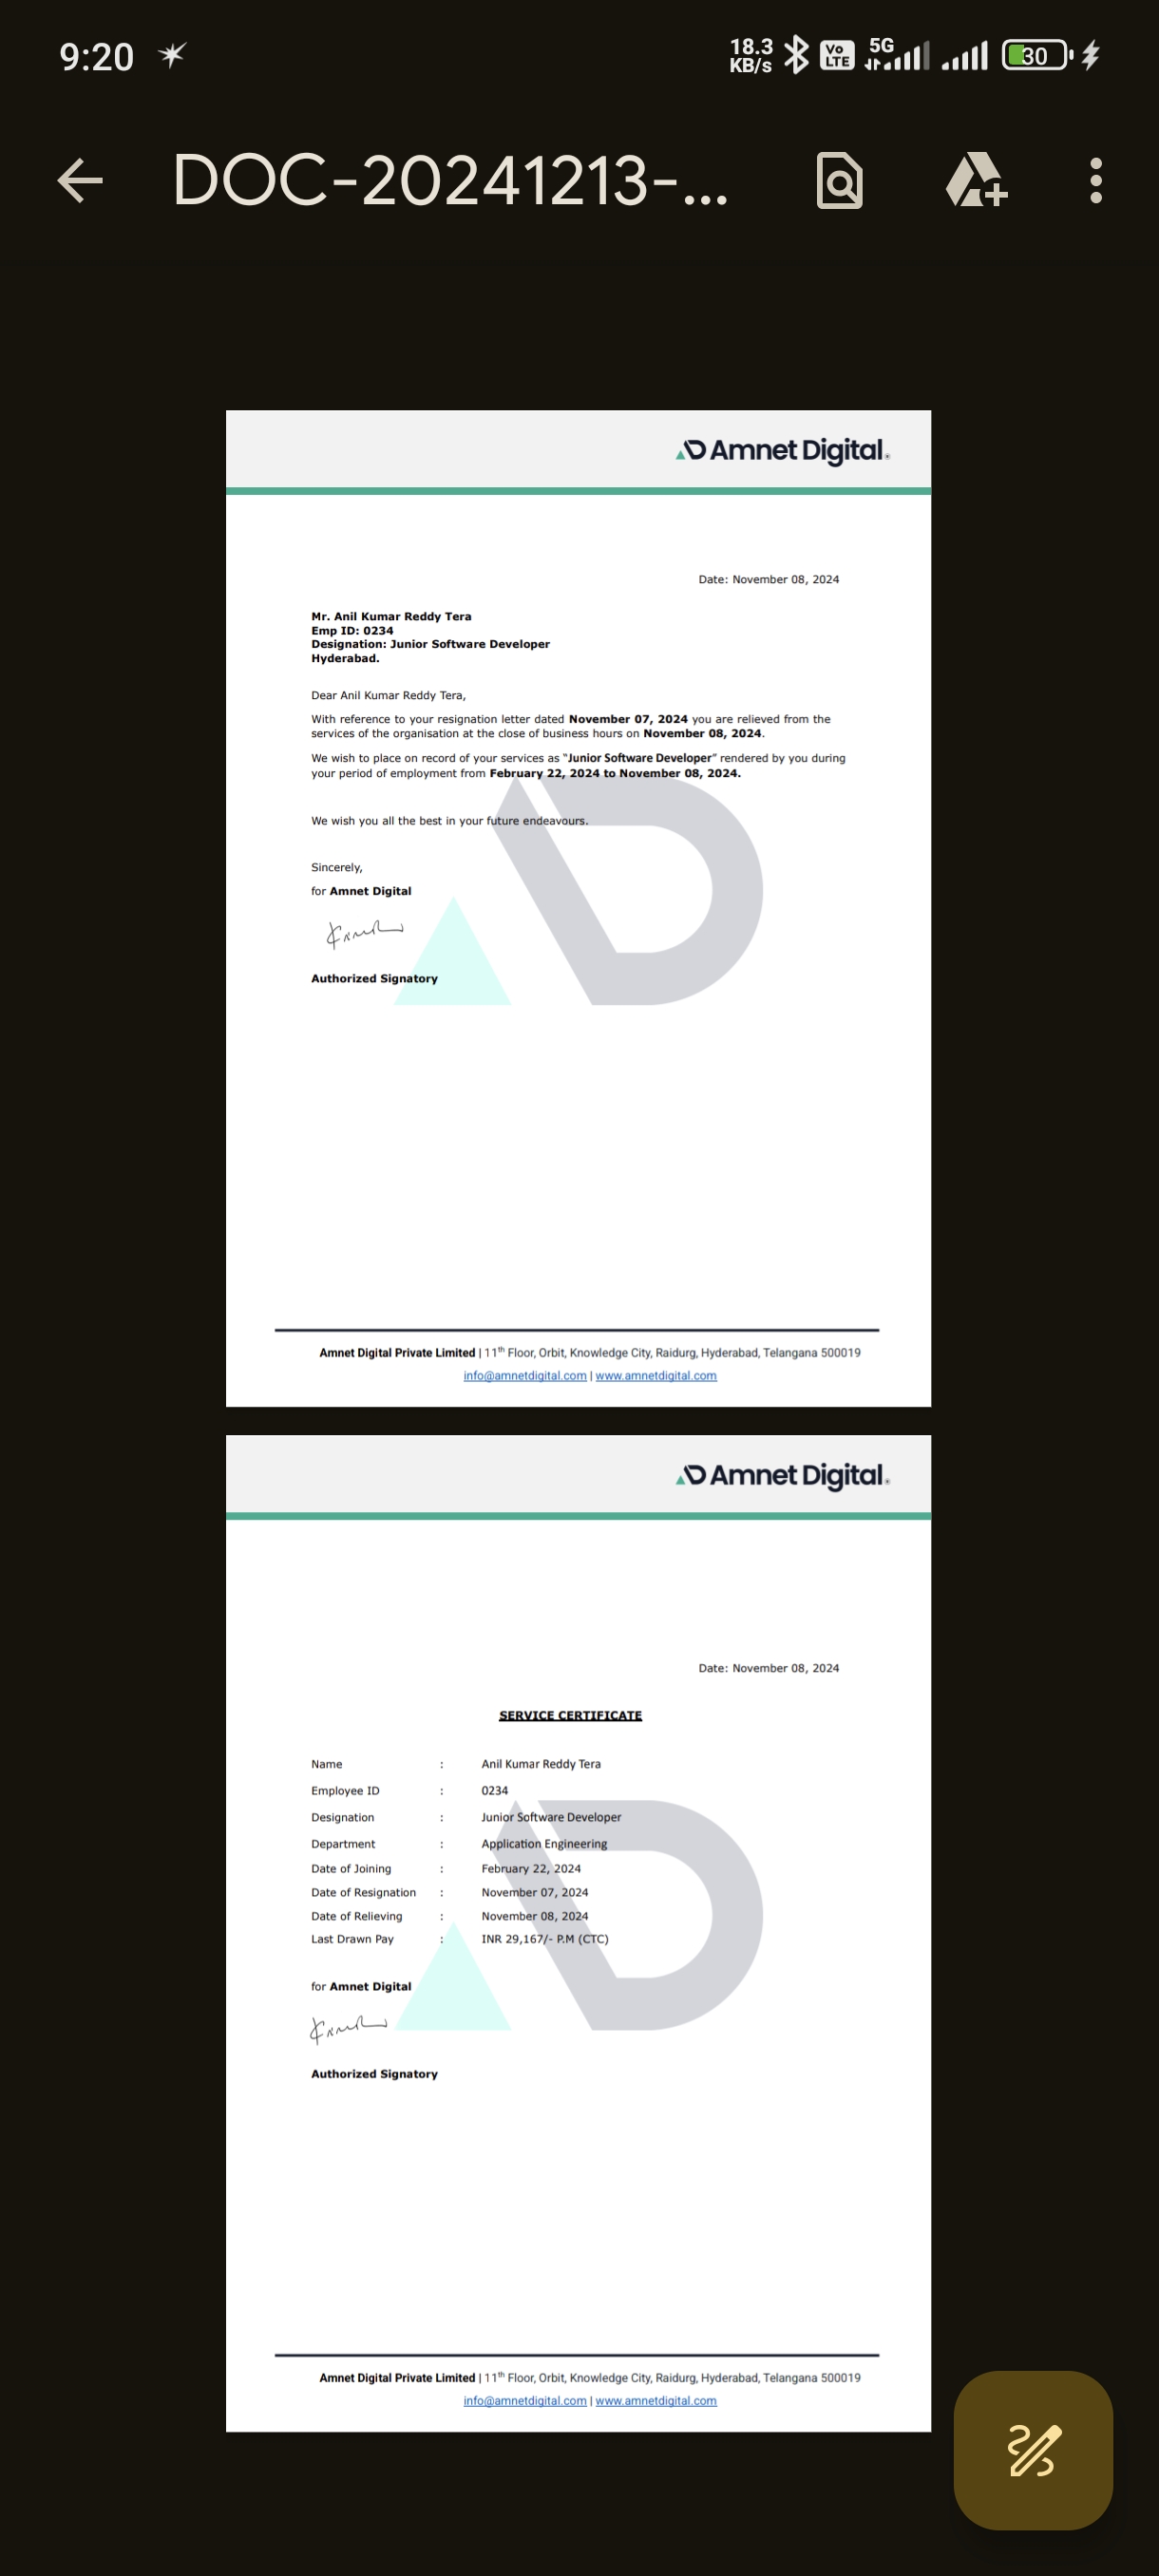 9:20
18.3
KB/s
Vo
LTE
5G
30
DOC-20241213-...
Amnet Digital
Date: November 08, 2024
Mr. Anil Kumar Reddy Tera
Emp ID: 0234
Designation: Junior Software Developer
Hyderabad.
Dear Anil Kumar Reddy Tera,
With reference to your resignation letter dated November 07, 2024 you are relieved from the
services of the organisation at the close of business hours on November 08, 2024.
We wish to place on record of your services as “Junior Software Developer” rendered by you during
your period of employment from February 22, 2024 to November 08, 2024.
We wish you all the best in your future endeavours.
Sincerely,
for Amnet Digital
Authorized Signatory
Amnet Digital Private Limited | 11th Floor, Orbit, Knowledge City, Raidurg, Hyderabad, Telangana 500019
info@amnetdigital.com | www.amnetdigital.com
Amnet Digital
Date: November 08, 2024
SERVICE CERTIFICATE
Name : Anil Kumar Reddy Tera
Employee ID : 0234
Designation : Junior Software Developer
Department : Application Engineering
Date of Joining : February 22, 2024
Date of Resignation : November 07, 2024
Date of Relieving : November 08, 2024
Last Drawn Pay : INR 29,167/- P.M (CTC)
for Amnet Digital
Authorized Signatory
Amnet Digital Private Limited | 11th Floor, Orbit, Knowledge City, Raidurg, Hyderabad, Telangana 500019
info@amnetdigital.com | www.amnetdigital.com